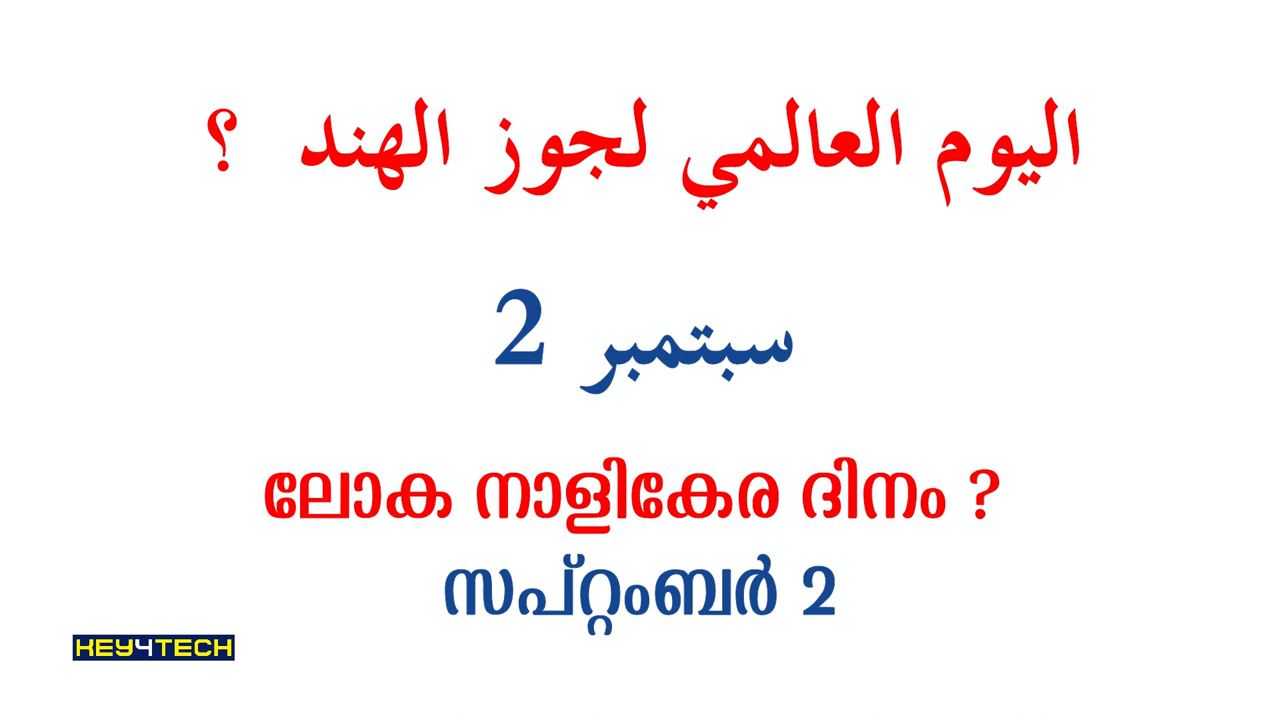 اليوم العالمي لجوز الهند ؟
سبتمبر 2
ലോക നാളികേര ദിനം ?
സപ്റ്റംബർ 2
KEY4TECH